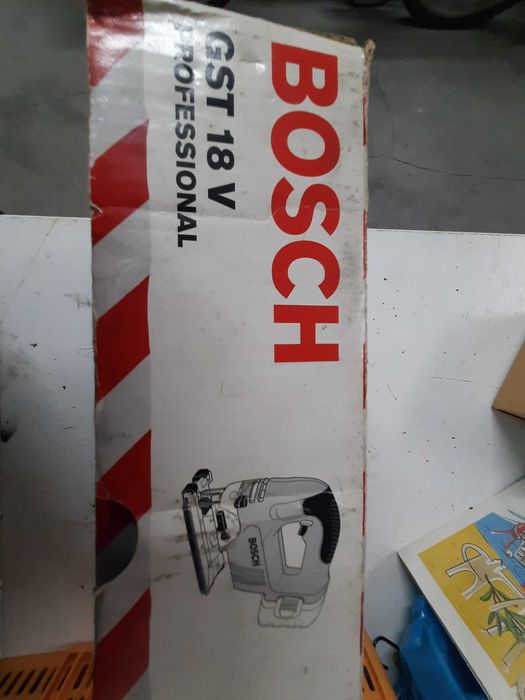 BOSCH
GST 18 V
PROFESSIONAL
BOSCH